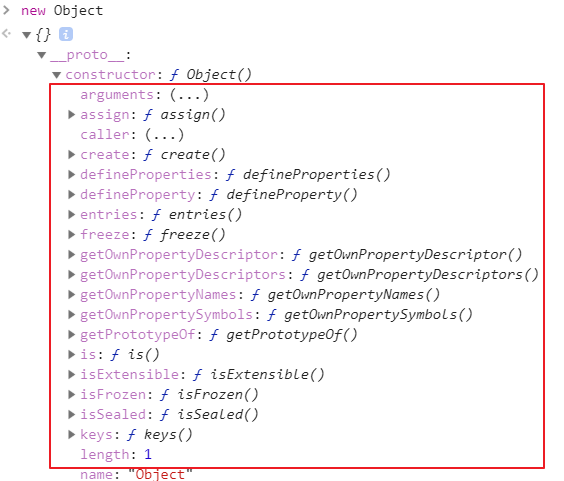 > new Object
{} i
__proto__:
constructor: ƒ Object()
arguments: (...)
assign: ƒ assign()
caller: (...)
create: ƒ create()
defineProperties: ƒ defineProperties()
defineProperty: ƒ defineProperty()
entries: ƒ entries()
freeze: ƒ freeze()
getOwnPropertyDescriptor: ƒ getOwnPropertyDescriptor()
getOwnPropertyDescriptors: ƒ getOwnPropertyDescriptors()
getOwnPropertyNames: ƒ getOwnPropertyNames()
getOwnPropertySymbols: ƒ getOwnPropertySymbols()
getPrototypeOf: ƒ getPrototypeOf()
is: ƒ is()
isExtensible: ƒ isExtensible()
isFrozen: ƒ isFrozen()
isSealed: ƒ isSealed()
keys: ƒ keys()
length: 1
name: "Object"